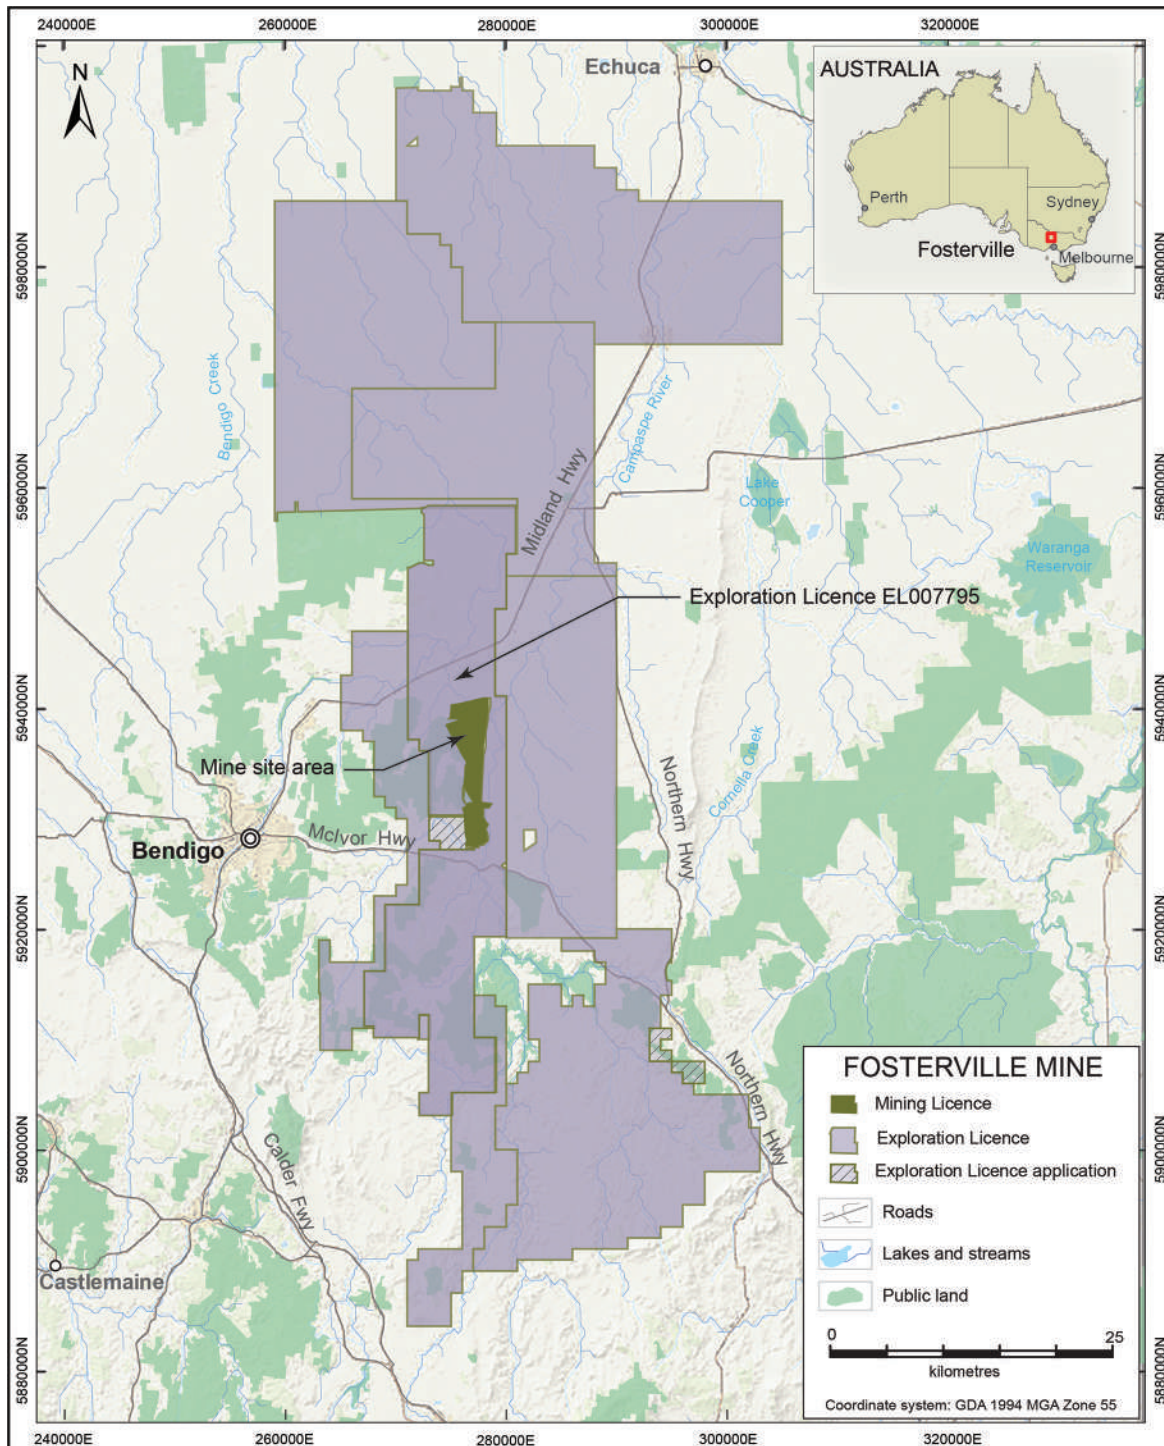 240000E
260000E
280000E
300000E
320000E
N
Echuca
AUSTRALIA
Perth
Sydney
Fosterville
Melbourne
5980000N
5980000N
Bendigo Creek
Campaspe River
Midland Hwy
Lake
Cooper
5960000N
5960000N
Waranga
Reservoir
Exploration Licence EL007795
5940000N
5940000N
Mine site area
Northern Hwy
Cornella Creek
Bendigo
McIvor Hwy
5920000N
5920000N
Northern Hwy
5900000N
5900000N
Calder Fwy
Castlemaine
5880000N
5880000N
FOSTERVILLE MINE
Mining Licence
Exploration Licence
Exploration Licence application
Roads
Lakes and streams
Public land
0
25
kilometres
Coordinate system: GDA 1994 MGA Zone 55
240000E
260000E
280000E
300000E
320000E